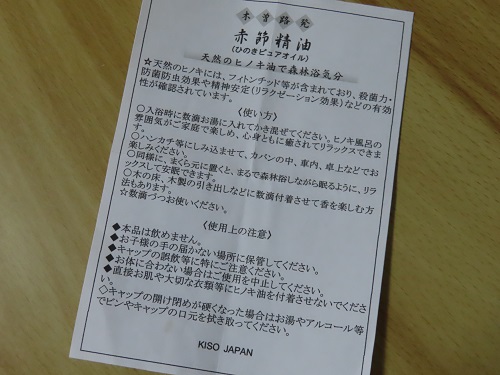 木曽路苑
赤節精油
(ひのきピュアオイル)
天然のヒノキ油で森林浴気分
☆天然のヒノキには、フィトンチッド等が含まれており、殺菌力・
防菌防虫効果や精神安定(リラクゼーション効果)などの有効
性が確認されています。
〈使い方〉
○入浴時に数滴お湯に入れてかき混ぜてください。ヒノキ風呂の
雰囲気がご家庭で楽しめ、心身ともに癒されてリラックスできま
す。
○ハンカチ等にしみ込ませて、カバンの中、車内、卓上などでお
楽しみください。
○同様に、まくら元に置くと、まるで森林浴しながら眠るように、リラ
ックスして安眠できます。
○木の床、木製の引き出しなどに数滴付着させて香を楽しむ方
法もあります。
☆数滴づつお使いください。
〈使用上の注意〉
◆本品は飲めません。
◆お子様の手の届かない場所に保管してください。
◆キャップの誤飲等に特にご注意ください。
◆お体に合わない場合はご使用を中止してください。
◆直接お肌や大切な衣類等にヒノキ油を付着させないでくださ
い。
◇キャップの開け閉めが硬くなった場合はお湯やアルコール等
でビンやキャップの口元を拭き取ってください。
KISO JAPAN